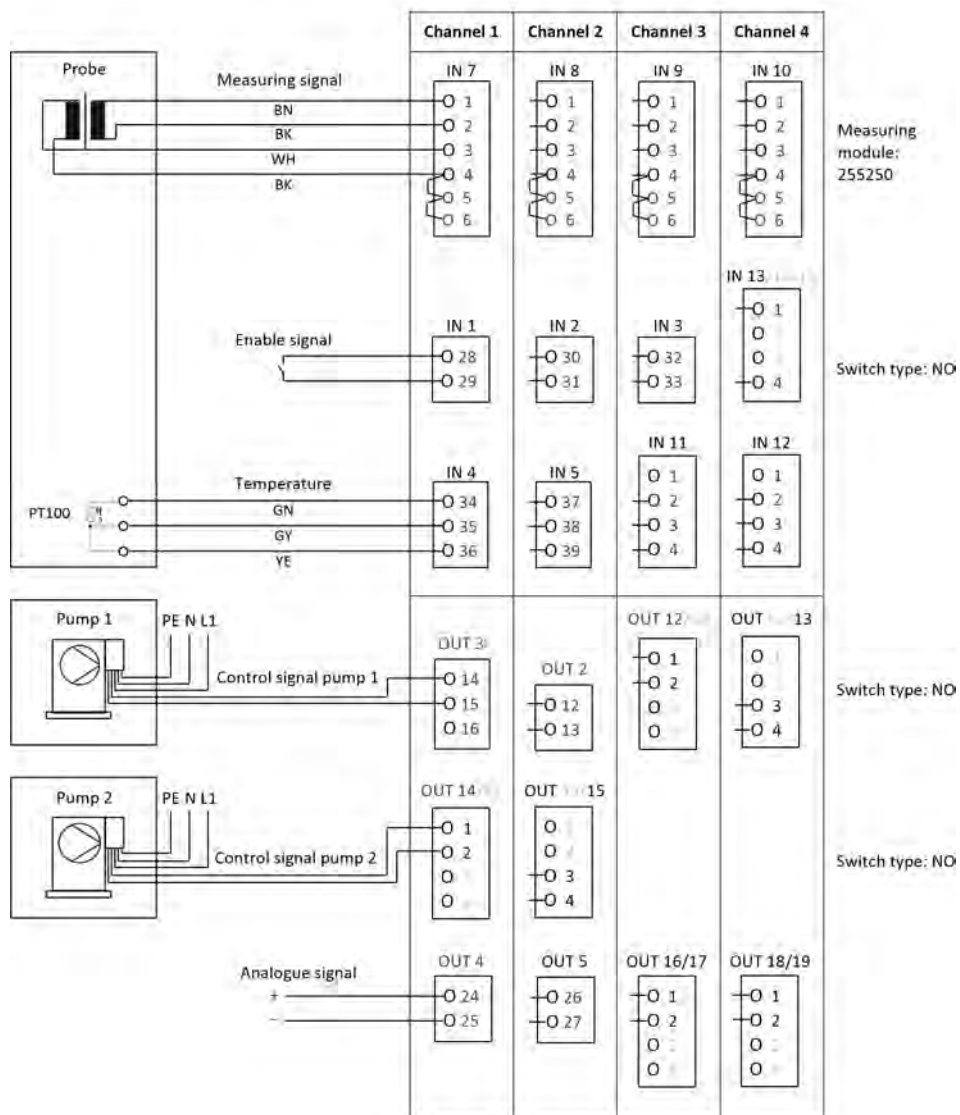 Channel 1 Channel 2 Channel 3 Channel 4
Probe
Measuring signal
BN
BK
WH
BK
IN 7
1
2
3
4
5
6
IN 8
1
2
3
4
5
6
IN 9
1
2
3
4
5
6
IN 10
1
2
3
4
5
6
Measuring
module:
255250
Enable signal
IN 1
28
29
IN 2
30
31
IN 3
32
33
IN 13
1
4
Switch type: NO
PT100
Temperature
GN
GY
YE
IN 4
34
35
36
IN 5
37
38
39
IN 11
1
2
3
4
IN 12
1
2
3
4
Pump 1
PE N L1
Control signal pump 1
OUT 3
14
15
16
OUT 2
12
13
OUT 12
1
2
OUT 13
3
4
Switch type: NO
Pump 2
PE N L1
Control signal pump 2
OUT 14
1
2
OUT 15
3
4
Switch type: NO
Analogue signal
+
–
OUT 4
24
25
OUT 5
26
27
OUT 16/17
1
2
OUT 18/19
1
2